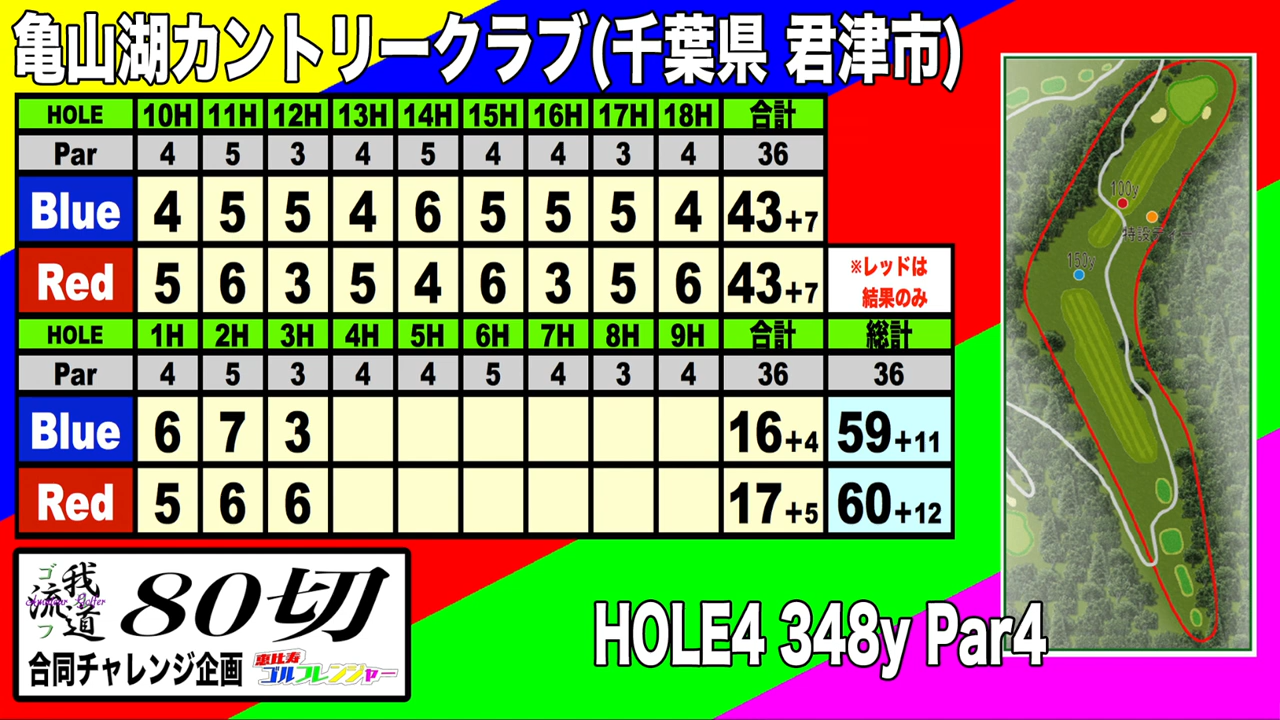 亀山湖カントリークラブ(千葉県 君津市)
HOLE 10H 11H 12H 13H 14H 15H 16H 17H 18H 合計
Par 4 5 3 4 5 4 4 3 4 36
Blue 4 5 5 4 6 5 5 5 4 43+7
Red 5 6 3 5 4 6 3 5 6 43+7
※レッドは
結果のみ
HOLE 1H 2H 3H 4H 5H 6H 7H 8H 9H 合計 総計
Par 4 5 3 4 4 5 4 3 4 36 36
Blue 6 7 3 16+4 59+11
Red 5 6 6 17+5 60+12
100y
150y
我道
ゴ流フ
80切
合同チャレンジ企画
恵比寿
ゴルフレンジャー
HOLE4 348y Par4